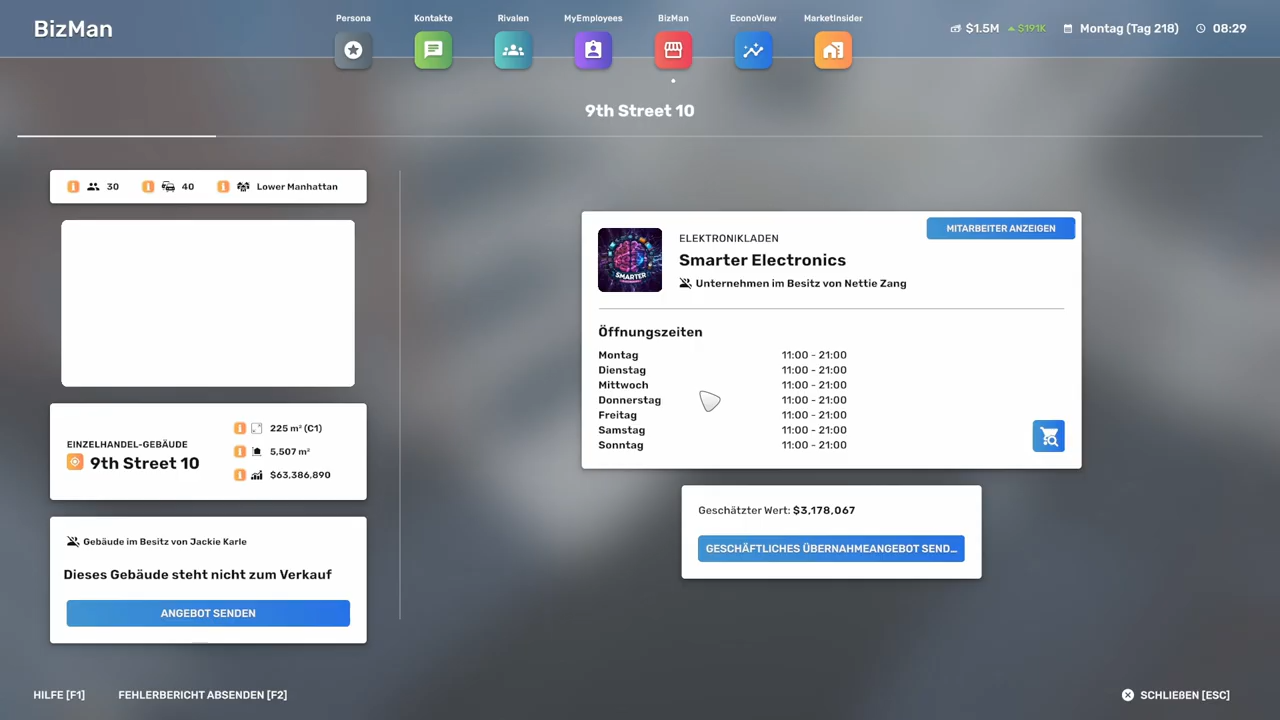 BizMan
Persona
Kontakte
Rivalen
MyEmployees
BizMan
EconoView
MarketInsider
$1.5M
$191K
Montag (Tag 218)
08:29
9th Street 10
30
40
Lower Manhattan
EINZELHANDEL-GEBÄUDE
9th Street 10
225 m² (C1)
5,507 m²
$63,386,890
Gebäude im Besitz von Jackie Karle
Dieses Gebäude steht nicht zum Verkauf
ANGEBOT SENDEN
MITARBEITER ANZEIGEN
SMARTER
ELEKTRONIKLADEN
Smarter Electronics
Unternehmen im Besitz von Nettie Zang
Öffnungszeiten
Montag 11:00 - 21:00
Dienstag 11:00 - 21:00
Mittwoch 11:00 - 21:00
Donnerstag 11:00 - 21:00
Freitag 11:00 - 21:00
Samstag 11:00 - 21:00
Sonntag 11:00 - 21:00
Geschätzter Wert: $3,178,067
GESCHÄFTLICHES ÜBERNAHMEANGEBOT SEND...
HILFE [F1]
FEHLERBERICHT ABSENDEN [F2]
SCHLIEßEN [ESC]